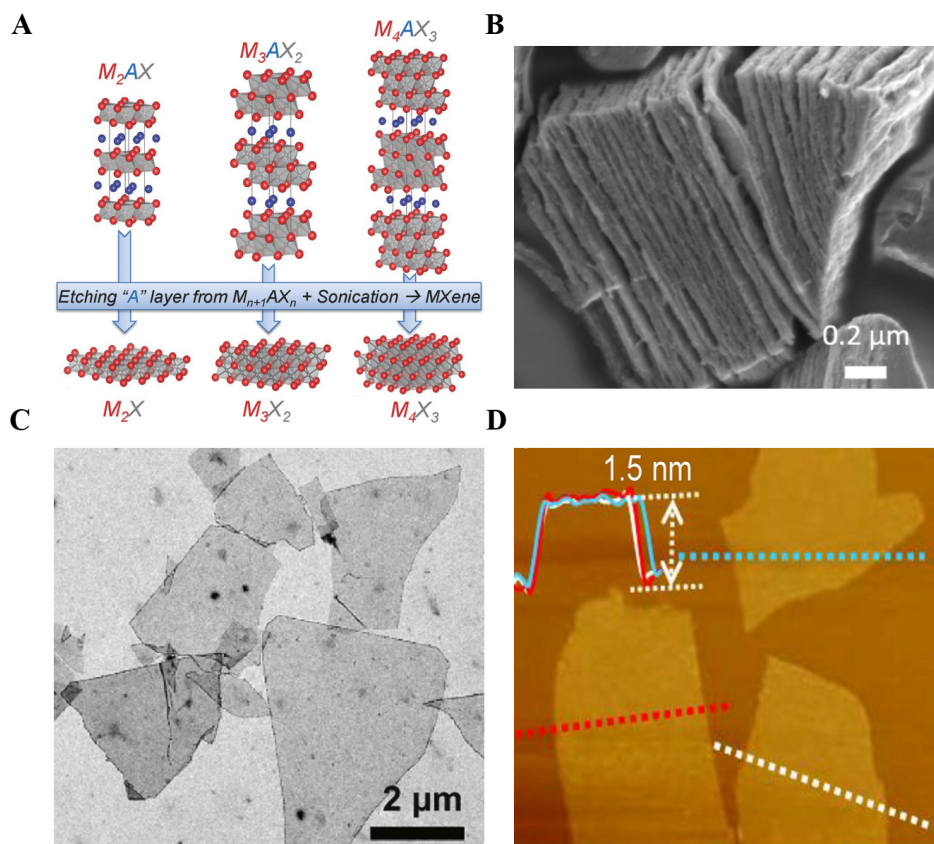 A
M₂AX
M₃AX₂
M₄AX₃
Etching "A" layer from Mₙ₊₁AXₙ + Sonication → MXene
M₂X
M₃X₂
M₄X₃
B
0.2 µm
C
2 µm
D
1.5 nm